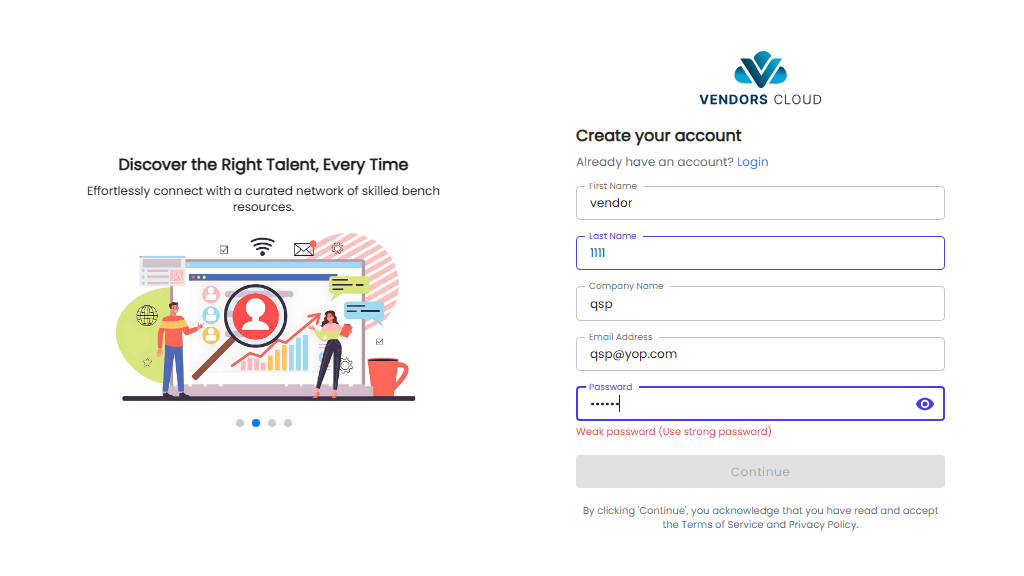 Discover the Right Talent, Every Time
Effortlessly connect with a curated network of skilled bench
resources.
VENDORS CLOUD
Create your account
Already have an account? Login
First Name
vendor
Last Name
1111
Company Name
qsp
Email Address
qsp@yop.com
Password
••••••
Weak password (Use strong password)
Continue
By clicking 'Continue', you acknowledge that you have read and accept
the Terms of Service and Privacy Policy.